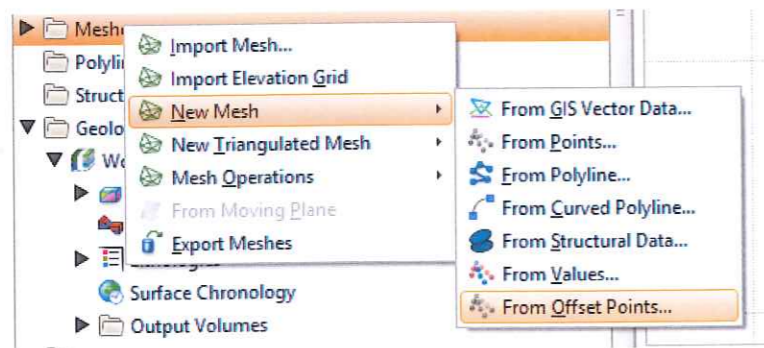 Meshe
Polylin
Struct
Geolo
Wo
Surface Chronology
Output Volumes
Import Mesh...
Import Elevation Grid
New Mesh
New Triangulated Mesh
Mesh Operations
From Moving Plane
Export Meshes
From GIS Vector Data...
From Points...
From Polyline...
From Curved Polyline...
From Structural Data...
From Values...
From Offset Points...